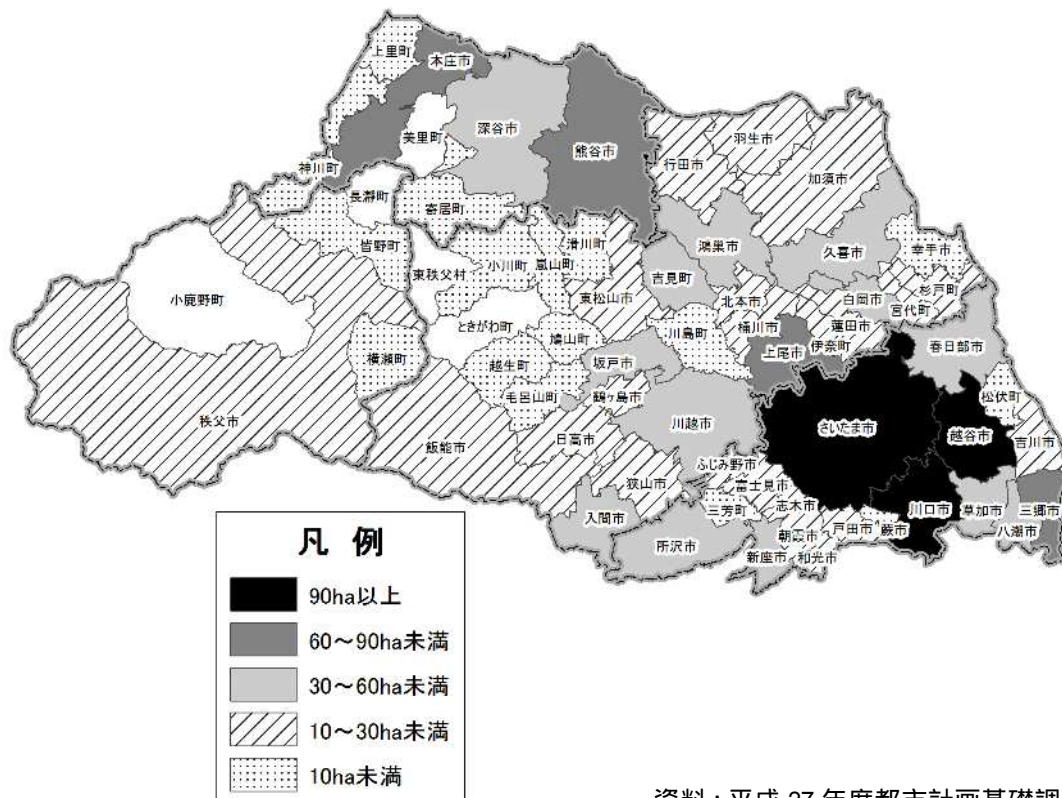 上里町
本庄市
美里町
深谷市
熊谷市
神川町
長瀞町
寄居町
皆野町
小鹿野町
秩父市
横瀬町
東秩父村
小川町
嵐山町
滑川町
東松山市
ときがわ町
鳩山町
越生町
毛呂山町
飯能市
日高市
坂戸市
鶴ヶ島市
川島町
吉見町
鴻巣市
行田市
羽生市
加須市
久喜市
幸手市
杉戸町
白岡市
宮代町
北本市
桶川市
蓮田市
上尾市
伊奈町
春日部市
松伏町
川越市
さいたま市
越谷市
吉川市
狭山市
ふじみ野市
富士見市
入間市
三芳町
志木市
所沢市
朝霞市
戸田市
蕨市
川口市
草加市
三郷市
八潮市
新座市
和光市
凡 例
90ha以上
60～90ha未満
30～60ha未満
10～30ha未満
10ha未満